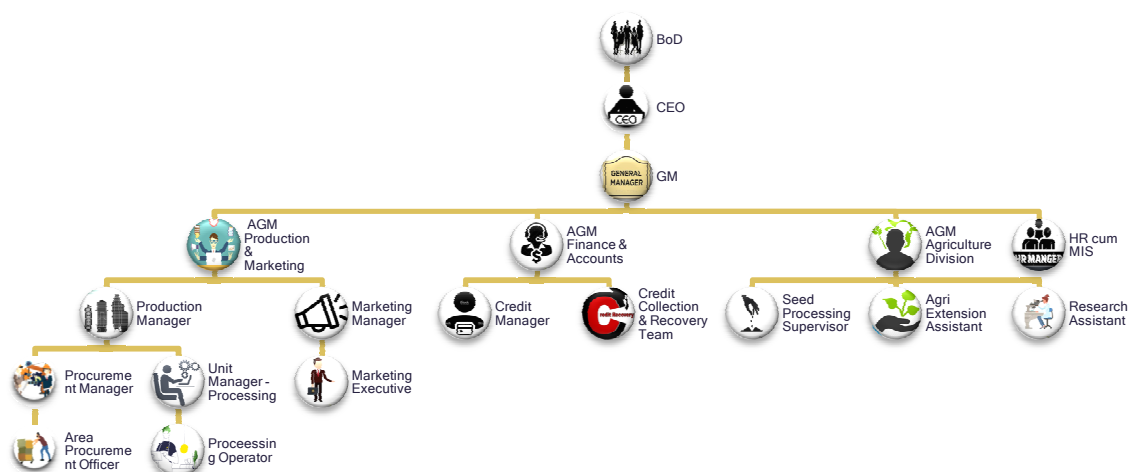 BoD
CEO
CEO
GENERAL
MANAGER
GM
AGM
Production
&
Marketing
AGM
Finance &
Accounts
AGM
Agriculture
Division
HR MANGER
HR cum
MIS
Production
Manager
Marketing
Manager
Credit
Manager
Credit Recovery
Credit
Collection
& Recovery
Team
Seed
Processing
Supervisor
Agri
Extension
Assistant
Research
Assistant
Procureme
nt Manager
Unit
Manager -
Processing
Marketing
Executive
Area
Procureme
nt Officer
Proceessin
g Operator